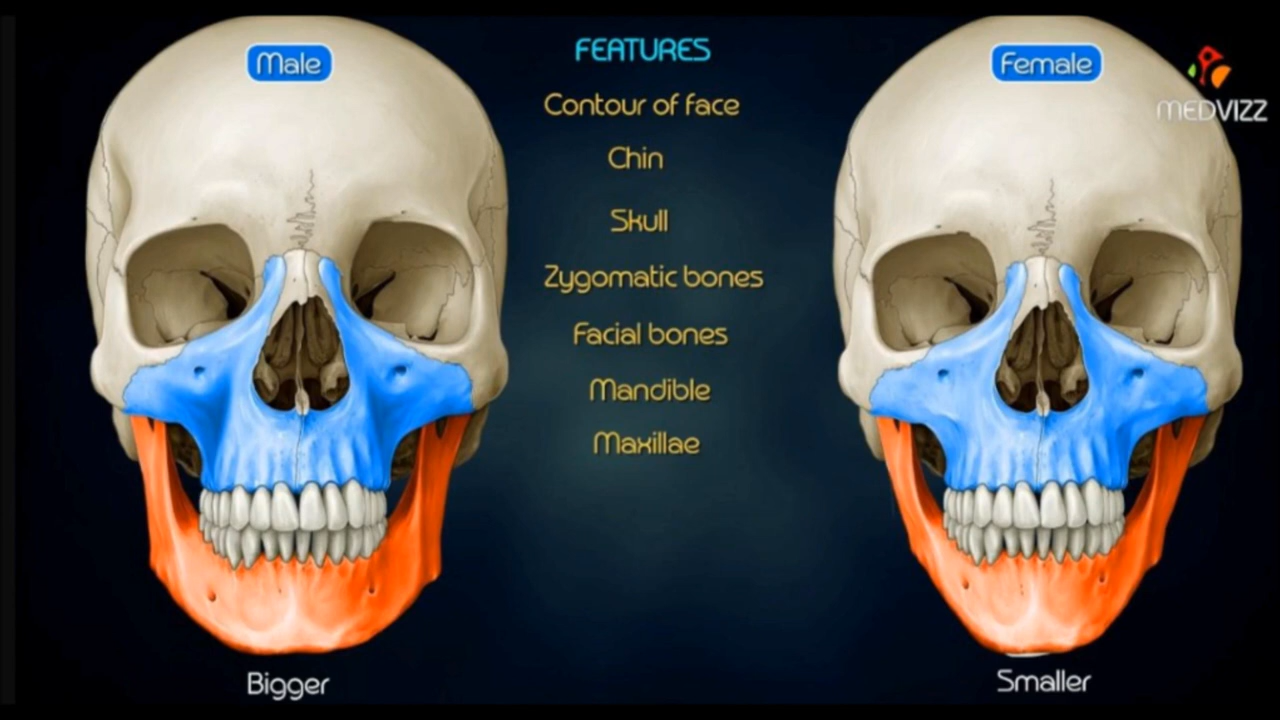 Male
FEATURES
Female
MEDVIZZ
Contour of face
Chin
Skull
Zygomatic bones
Facial bones
Mandible
Maxillae
Bigger
Smaller